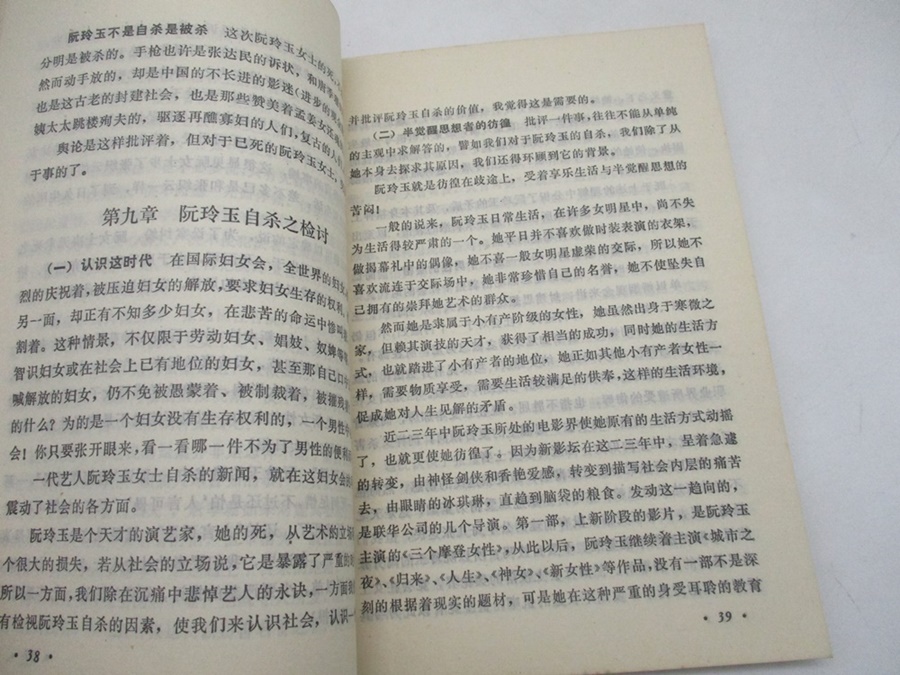 阮玲玉不是自杀是被杀　这次阮玲玉女士的死，
分明是被杀的。手枪也许是张达民的诉状，和唐季
然而动手放的，却是中国的不长进的影迷（进步的
也是这古老的封建社会，也是那些赞美着孟姜女
姨太太跳楼殉夫的，驱逐再醮寡妇的人们，复古的人
舆论是这样批评着，但对于已死的阮玲玉女士，
于事的了。
第九章　阮玲玉自杀之检讨
（一）认识这时代　在国际妇女会，全世界的妇女
烈的庆祝着，被压迫妇女的解放，要求妇女生存的权利，
另一面，却正有不知多少妇女，在悲苦的命运中惨叫
割着。这种情景，不仅限于劳动妇女、娼妓、奴婢等
智识妇女或在社会上已有地位的妇女，甚至那自己
喊解放的妇女，仍不免被愚蒙着、被制裁着，被
的什么？为的是一个妇女没有生存权利的，一个男性
会！你只要张开眼来，看一看哪一件不为了男性的便利
一代艺人阮玲玉女士自杀的新闻，就在这妇女
震动了社会的各方面。
阮玲玉是个天才的演艺家，她的死，从艺术的立场
个很大的损失，若从社会的立场说，它是暴露了严重的
所以一方面，我们除在沉痛中悲悼艺人的永诀，一方面
有检视阮玲玉自杀的因素，使我们来认识社会，认识
· 38 ·
并批评阮玲玉自杀的价值，我觉得这是需要的。
（二）半觉醒思想者的彷徨　批评一件事，往往不能从单纯
的主观中求解答的，譬如我们对于阮玲玉的自杀，我们除了从
她本身去探求其原因，我们还得环顾到它的背景。
阮玲玉就是彷徨在歧途上，受着享乐生活与半觉醒思想的
苦闷！
一般的说来，阮玲玉日常生活，在许多女明星中，尚不失
为生活得较严肃的一个。她平日并不喜欢做时装表演的衣架，
做揭幕礼中的偶像，她不喜一般女明星虚荣的交际，所以她不
喜欢流连于交际场中，她非常珍惜自己的名誉，她不使坠失自
己拥有的崇拜她艺术的群众。
然而她是隶属于小有产阶级的女性，她虽然出身于寒微之
家，但赖其演技的天才，获得了相当的成功，同时她的生活方
式，也就踏进了小有产者的地位，她正如其他小有产者女性一
样，需要物质享受，需要生活较满足的供奉，这样的生活环境，
促成她对人生见解的矛盾。
近二三年中阮玲玉所处的电影界使她原有的生活方式动摇
了，也就更使她彷徨了。因为新影坛在这二三年中，呈着急遽
的转变，由神怪剑侠和香艳爱感，转变到描写社会内层的痛苦
去，由眼睛的冰琪琳，直趋到脑袋的粮食。发动这一趋向的，
是联华公司的几个导演。第一部，上新阶段的影片，是阮玲玉
主演的《三个摩登女性》，从此以后，阮玲玉继续着主演《城市之
夜》、《归来》、《人生》、《神女》、《新女性》等作品，没有一部不是深
刻的根据着现实的题材，可是她在这种严重的身受耳聆的教育
· 39 ·